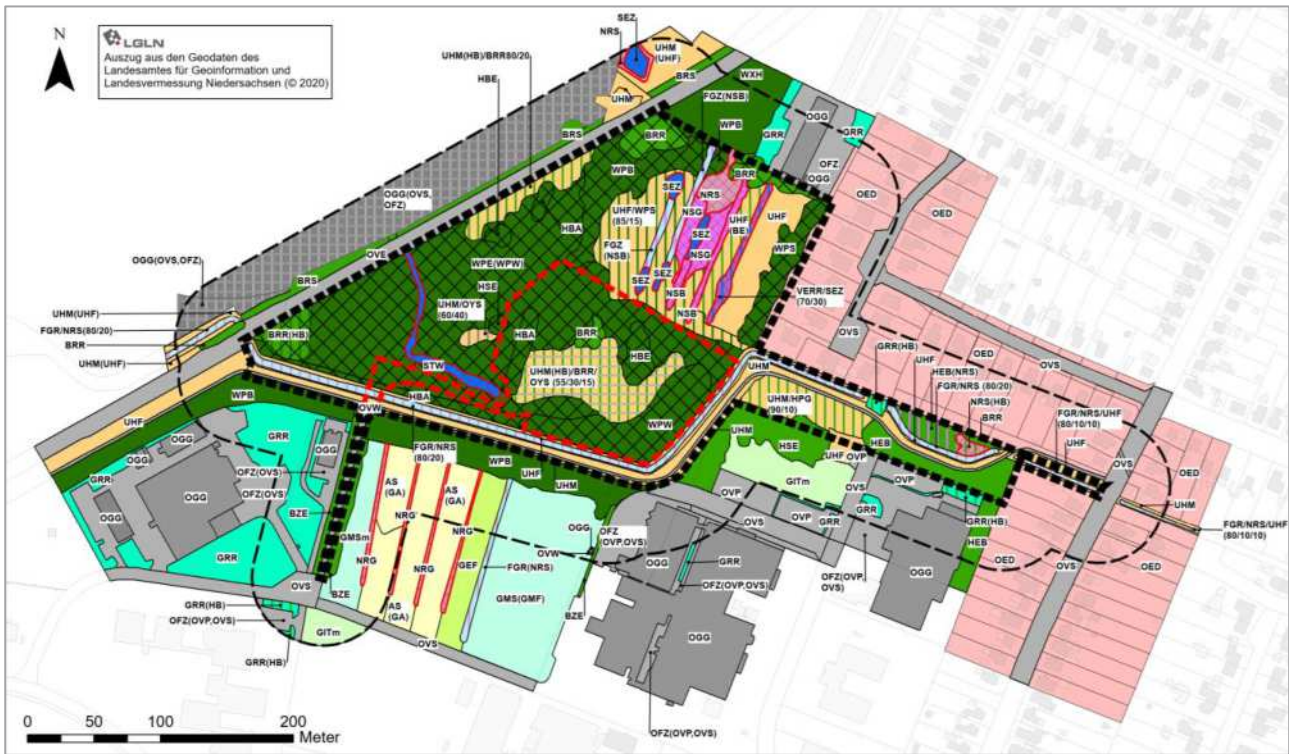 N
LGLN
Auszug aus den Geodaten des
Landesamtes für Geoinformation und
Landesvermessung Niedersachsen (© 2020)
SEZ
NRS
UHM
(UHF)
UHM(HB)/BRR80/20
BRS
WXH
HBE
UHM
FGZ(NSB)
OGG
GRR
GRR
WPB
BRS
BRR
OFZ
OGG
WPB
BRR
SEZ
NRS
OED
OED
OGG(OVS,
OFZ)
UHF/WPS
(85/15)
NSG
UHF
(BE)
UHF
HBA
SEZ
OGG(OVS,OFZ)
OVE
FGZ
(NSB)
NSG
WPS
WPE(WPW)
BRS
SEZ
SEZ
HSE
NSB
VERR/SEZ
(70/30)
UHM(UHF)
UHM/OYS
(60/40)
NSB
OVS
FGR/NRS(80/20)
BRR(HB)
HBA
BRR
GRR(HB)
BRR
HBE
UHF
OED
OVS
HEB(NRS)
UHM(UHF)
STW
UHM(HB)/BRR/
OYS (55/30/15)
UHM
OED
FGR/NRS (80/20)
WPB
HBA
UHM/HPG
(90/10)
NRS(HB)
OVW
BRR
FGR/NRS/UHF
(80/10/10)
UHF
GRR
WPW
OGG
OGG
UHM
HSE
HEB
UHF
OGG
FGR/NRS
(80/20)
UHF
OVP
OVS
GRR
OFZ(OVS)
WPB
UHF
OED
AS
(GA)
AS
(GA)
UHM
GITm
OVS
OVP
OGG
OFZ(OVS)
OVP
UHM
OGG
BZE
OVS
OVP
GRR
GRR
NRG
OGG
OFZ
(OVP,OVS)
GRR(HB)
FGR/NRS/UHF
(80/10/10)
GMSm
NRG
HEB
GRR
OVW
OGG
GRR
OED
OVS
OED
NRG
NRG
GEF
FGR(NRS)
OFZ(OVP,
OVS)
OGG
OVS
OFZ(OVP,OVS)
BZE
AS
(GA)
GMS(GMF)
BZE
GRR(HB)
OFZ(OVP,OVS)
OGG
GITm
OVS
GRR(HB)
0 50 100 200
Meter
OFZ(OVP,OVS)